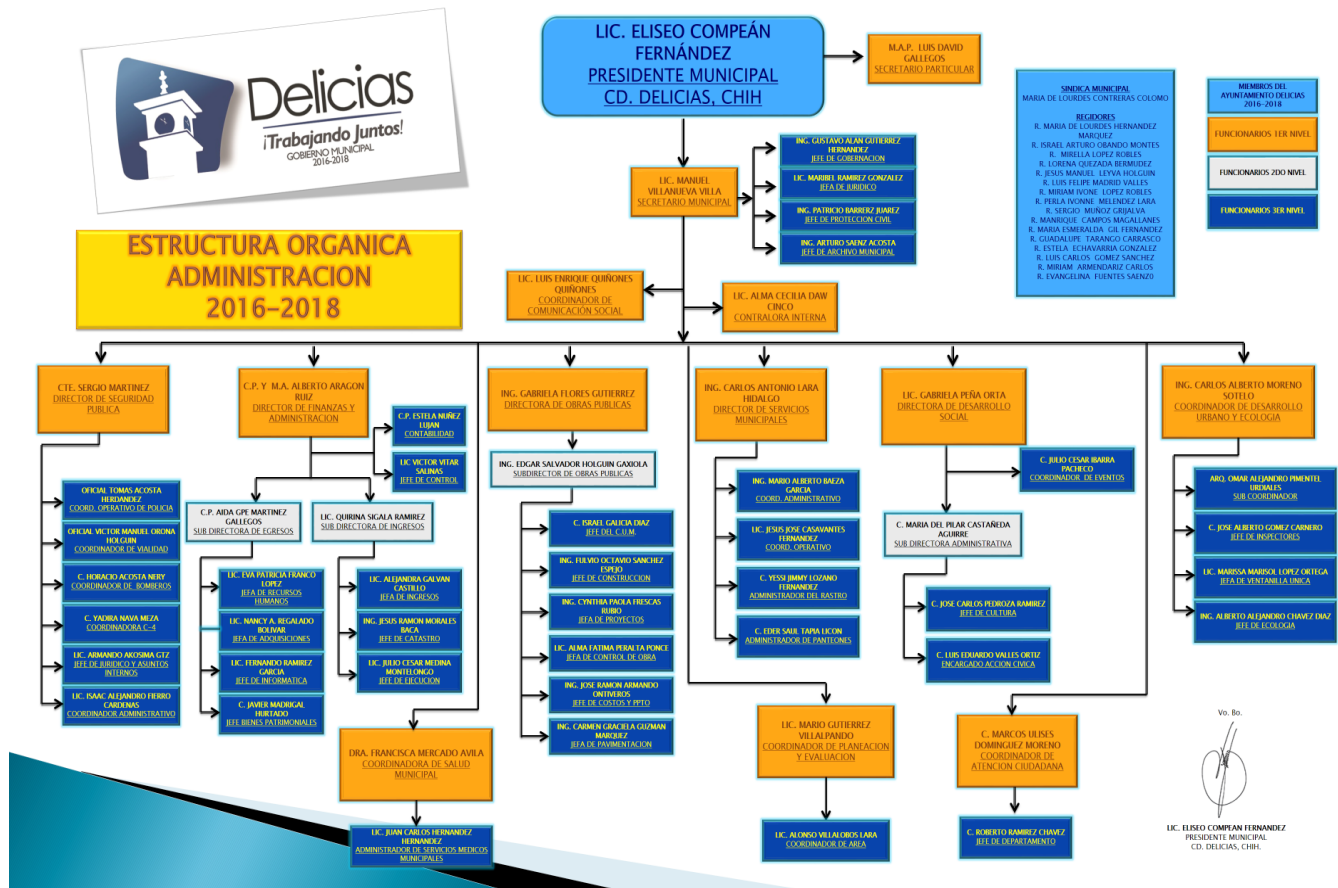 Delicias
¡Trabajando Juntos!
GOBIERNO MUNICIPAL
2016-2018
ESTRUCTURA ORGANICA
ADMINISTRACION
2016-2018
LIC. ELISEO COMPEÁN
FERNÁNDEZ
PRESIDENTE MUNICIPAL
CD. DELICIAS, CHIH
M.A.P. LUIS DAVID
GALLEGOS
SECRETARIO PARTICULAR
SINDICA MUNICIPAL
MARIA DE LOURDES CONTRERAS COLOMO
REGIDORES
R. MARIA DE LOURDES HERNANDEZ
MARQUEZ
R. ISRAEL ARTURO OBANDO MONTES
R. MIRELLA LOPEZ ROBLES
R. LORENA QUEZADA BERMUDEZ
R. JESUS MANUEL LEYVA HOLGUIN
R. LUIS FELIPE MADRID VALLES
R. MIRIAM IVONE LOPEZ ROBLES
R. PERLA IVONNE MELENDEZ LARA
R. SERGIO MUÑOZ GRIJALVA
R. MANRIQUE CAMPOS MAGALLANES
R. MARIA ESMERALDA GIL FERNANDEZ
R. GUADALUPE TARANGO CARRASCO
R. ESTELA ECHAVARRIA GONZALEZ
R. LUIS CARLOS GOMEZ SANCHEZ
R. MIRIAM ARMENDARIZ CARLOS
R. EVANGELINA FUENTES SAENZ0
MIEMBROS DEL
AYUNTAMIENTO DELICIAS
2016-2018
FUNCIONARIOS 1ER NIVEL
FUNCIONARIOS 2DO NIVEL
FUNCIONARIOS 3ER NIVEL
LIC. MANUEL
VILLANUEVA VILLA
SECRETARIO MUNICIPAL
ING. GUSTAVO ALAN GUTIERREZ
HERNANDEZ
JEFE DE GOBERNACION
LIC. MARIBEL RAMIREZ GONZALEZ
JEFA DE JURIDICO
ING. PATRICIO BARRERZ JUAREZ
JEFE DE PROTECCION CIVIL
ING. ARTURO SAENZ ACOSTA
JEFE DE ARCHIVO MUNICIPAL
LIC. LUIS ENRIQUE QUIÑONES
QUIÑONES
COORDINADOR DE
COMUNICACIÓN SOCIAL
LIC. ALMA CECILIA DAW
CINCO
CONTRALORA INTERNA
CTE. SERGIO MARTINEZ
DIRECTOR DE SEGURIDAD
PUBLICA
OFICIAL TOMAS ACOSTA
HERDANDEZ
COORD. OPERATIVO DE POLICIA
OFICIAL VICTOR MANUEL ORONA
HOLGUIN
COORDINADOR DE VIALIDAD
C. HORACIO ACOSTA NERY
COORDINADOR DE BOMBEROS
C. YADIRA NAVA MEZA
COORDINADORA C-4
LIC. ARMANDO AKOSIMA GTZ
JEFE DE JURIDICO Y ASUNTOS
INTERNOS
LIC. ISAAC ALEJANDRO FIERRO
CARDENAS
COORDINADOR ADMINISTRATIVO
C.P. Y M.A. ALBERTO ARAGON
RUIZ
DIRECTOR DE FINANZAS Y
ADMINISTRACION
C.P. ESTELA NUÑEZ
LUJAN
CONTABILIDAD
LIC VICTOR VITAR
SALINAS
JEFE DE CONTROL
C.P. AIDA GPE MARTINEZ
GALLEGOS
SUB DIRECTORA DE EGRESOS
LIC. EVA PATRICIA FRANCO
LOPEZ
JEFA DE RECURSOS
HUMANOS
LIC. NANCY A. REGALADO
BOLIVAR
JEFA DE ADQUISICIONES
LIC. FERNANDO RAMIREZ
GARCIA
JEFE DE INFORMATICA
C. JAVIER MADRIGAL
HURTADO
JEFE BIENES PATRIMONIALES
LIC. QUIRINA SIGALA RAMIREZ
SUB DIRECTORA DE INGRESOS
LIC. ALEJANDRA GALVAN
CASTILLO
JEFA DE INGRESOS
ING. JESUS RAMON MORALES
BACA
JEFE DE CATASTRO
LIC. JULIO CESAR MEDINA
MONTELONGO
JEFE DE EJECUCION
DRA. FRANCISCA MERCADO AVILA
COORDINADORA DE SALUD
MUNICIPAL
LIC. JUAN CARLOS HERNANDEZ
HERNANDEZ
ADMINISTRADOR DE SERVICIOS MEDICOS
MUNICIPALES
ING. GABRIELA FLORES GUTIERREZ
DIRECTORA DE OBRAS PUBLICAS
ING. EDGAR SALVADOR HOLGUIN GAXIOLA
SUBDIRECTOR DE OBRAS PUBLICAS
C. ISRAEL GALICIA DIAZ
JEFE DEL C.U.M.
ING. FULVIO OCTAVIO SANCHEZ
ESPEJO
JEFE DE CONSTRUCCION
ING. CYNTHIA PAOLA FRESCAS
RUBIO
JEFA DE PROYECTOS
LIC. ALMA FATIMA PERALTA PONCE
JEFA DE CONTROL DE OBRA
ING. JOSE RAMON ARMANDO
ONTIVEROS
JEFE DE COSTOS Y PPTO
ING. CARMEN GRACIELA GUZMAN
MARQUEZ
JEFA DE PAVIMENTACION
ING. CARLOS ANTONIO LARA
HIDALGO
DIRECTOR DE SERVICIOS
MUNICIPALES
ING. MARIO ALBERTO BAEZA
GARCIA
COORD. ADMINISTRATIVO
LIC. JESUS JOSE CASAVANTES
FERNANDEZ
COORD. OPERATIVO
C. YESSI JIMMY LOZANO
FERNANDEZ
ADMINISTRADOR DEL RASTRO
C. EDER SAUL TAPIA LICON
ADMINISTRADOR DE PANTEONES
LIC. MARIO GUTIERREZ
VILLALPANDO
COORDINADOR DE PLANEACION
Y EVALUACION
LIC. ALONSO VILLALOBOS LARA
COORDINADOR DE AREA
LIC. GABRIELA PEÑA ORTA
DIRECTORA DE DESARROLLO
SOCIAL
C. JULIO CESAR IBARRA
PACHECO
COORDINADOR DE EVENTOS
C. MARIA DEL PILAR CASTAÑEDA
AGUIRRE
SUB DIRECTORA ADMINISTRATIVA
C. JOSE CARLOS PEDROZA RAMIREZ
JEFE DE CULTURA
C. LUIS EDUARDO VALLES ORTIZ
ENCARGADO ACCION CIVICA
C. MARCOS ULISES
DOMINGUEZ MORENO
COORDINADOR DE
ATENCION CIUDADANA
C. ROBERTO RAMIREZ CHAVEZ
JEFE DE DEPARTAMENTO
ING. CARLOS ALBERTO MORENO
SOTELO
COORDINADOR DE DESARROLLO
URBANO Y ECOLOGIA
ARQ. OMAR ALEJANDRO PIMENTEL
URDIALES
SUB COORDINADOR
C. JOSE ALBERTO GOMEZ CARNERO
JEFE DE INSPECTORES
LIC. MARISSA MARISOL LOPEZ ORTEGA
JEFA DE VENTANILLA UNICA
ING. ALBERTO ALEJANDRO CHAVEZ DIAZ
JEFE DE ECOLOGIA
Vo. Bo.
LIC. ELISEO COMPEAN FERNANDEZ
PRESIDENTE MUNICIPAL
CD. DELICIAS, CHIH.